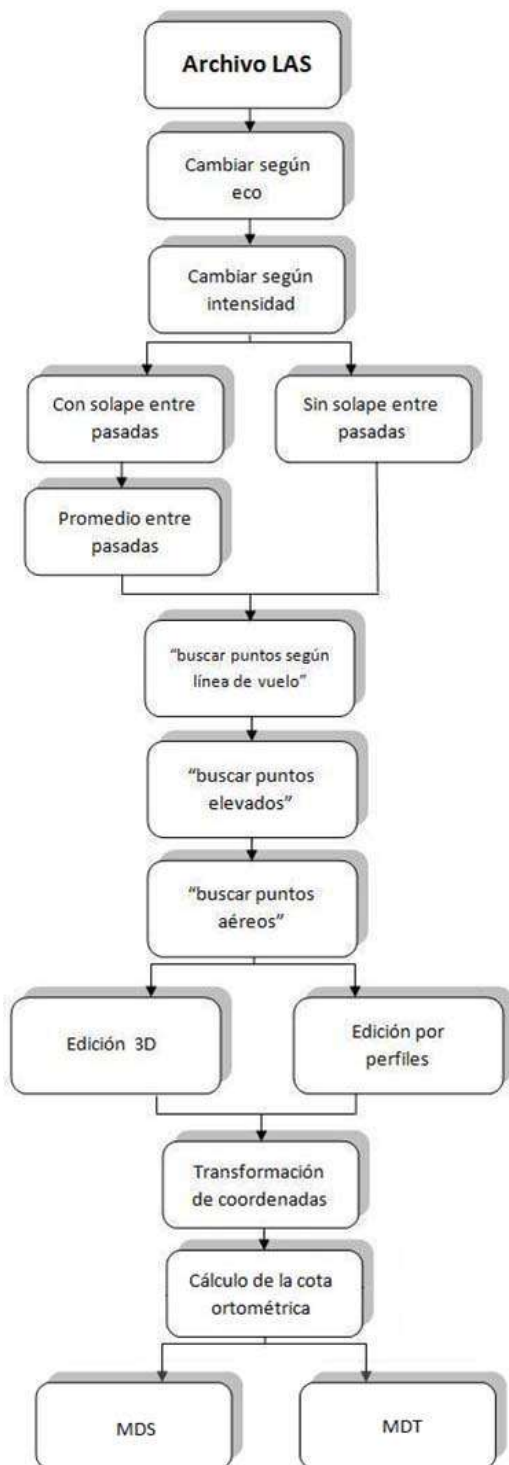 Archivo LAS
Cambiar según
eco
Cambiar según
intensidad
Con solape entre
pasadas
Sin solape entre
pasadas
Promedio entre
pasadas
“buscar puntos según
línea de vuelo”
“buscar puntos
elevados”
“buscar puntos
aéreos”
Edición 3D
Edición por
perfiles
Transformación
de coordenadas
Cálculo de la cota
ortométrica
MDS
MDT